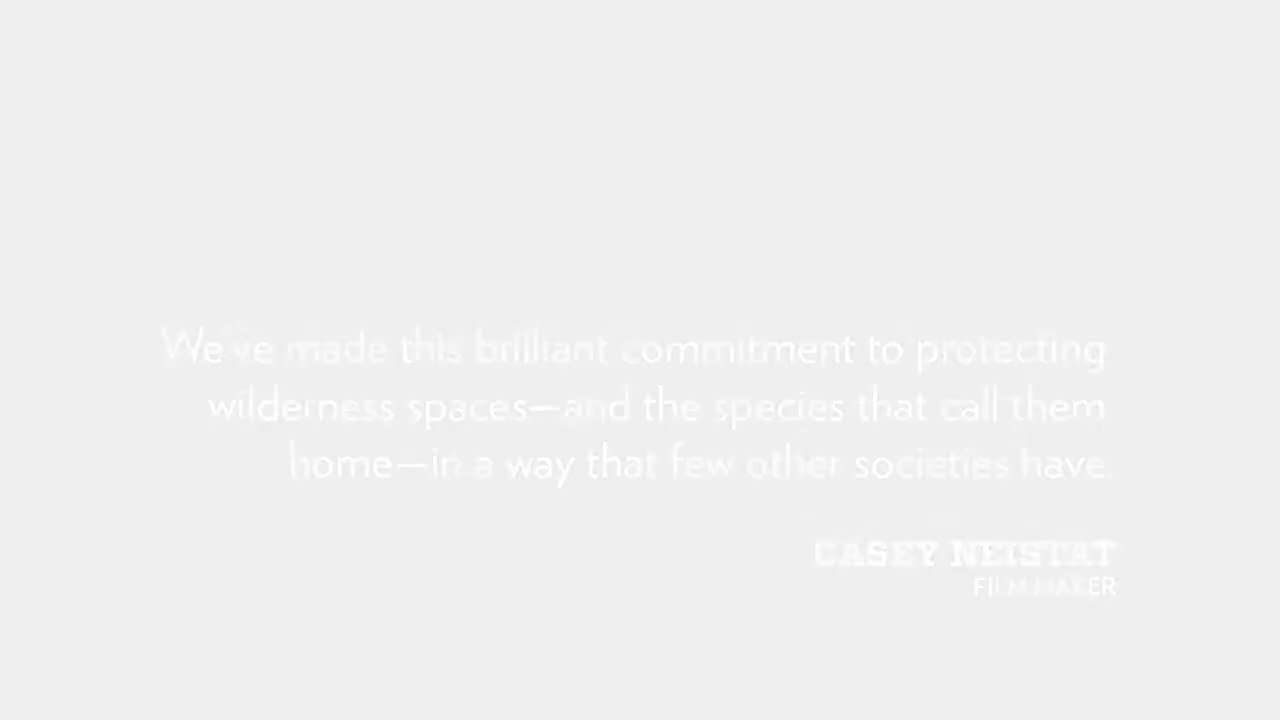 We've made this brilliant commitment to protecting
wilderness spaces—and the species that call them
home—in a way that few other societies have.
CASEY NEISTAT
FILMMAKER